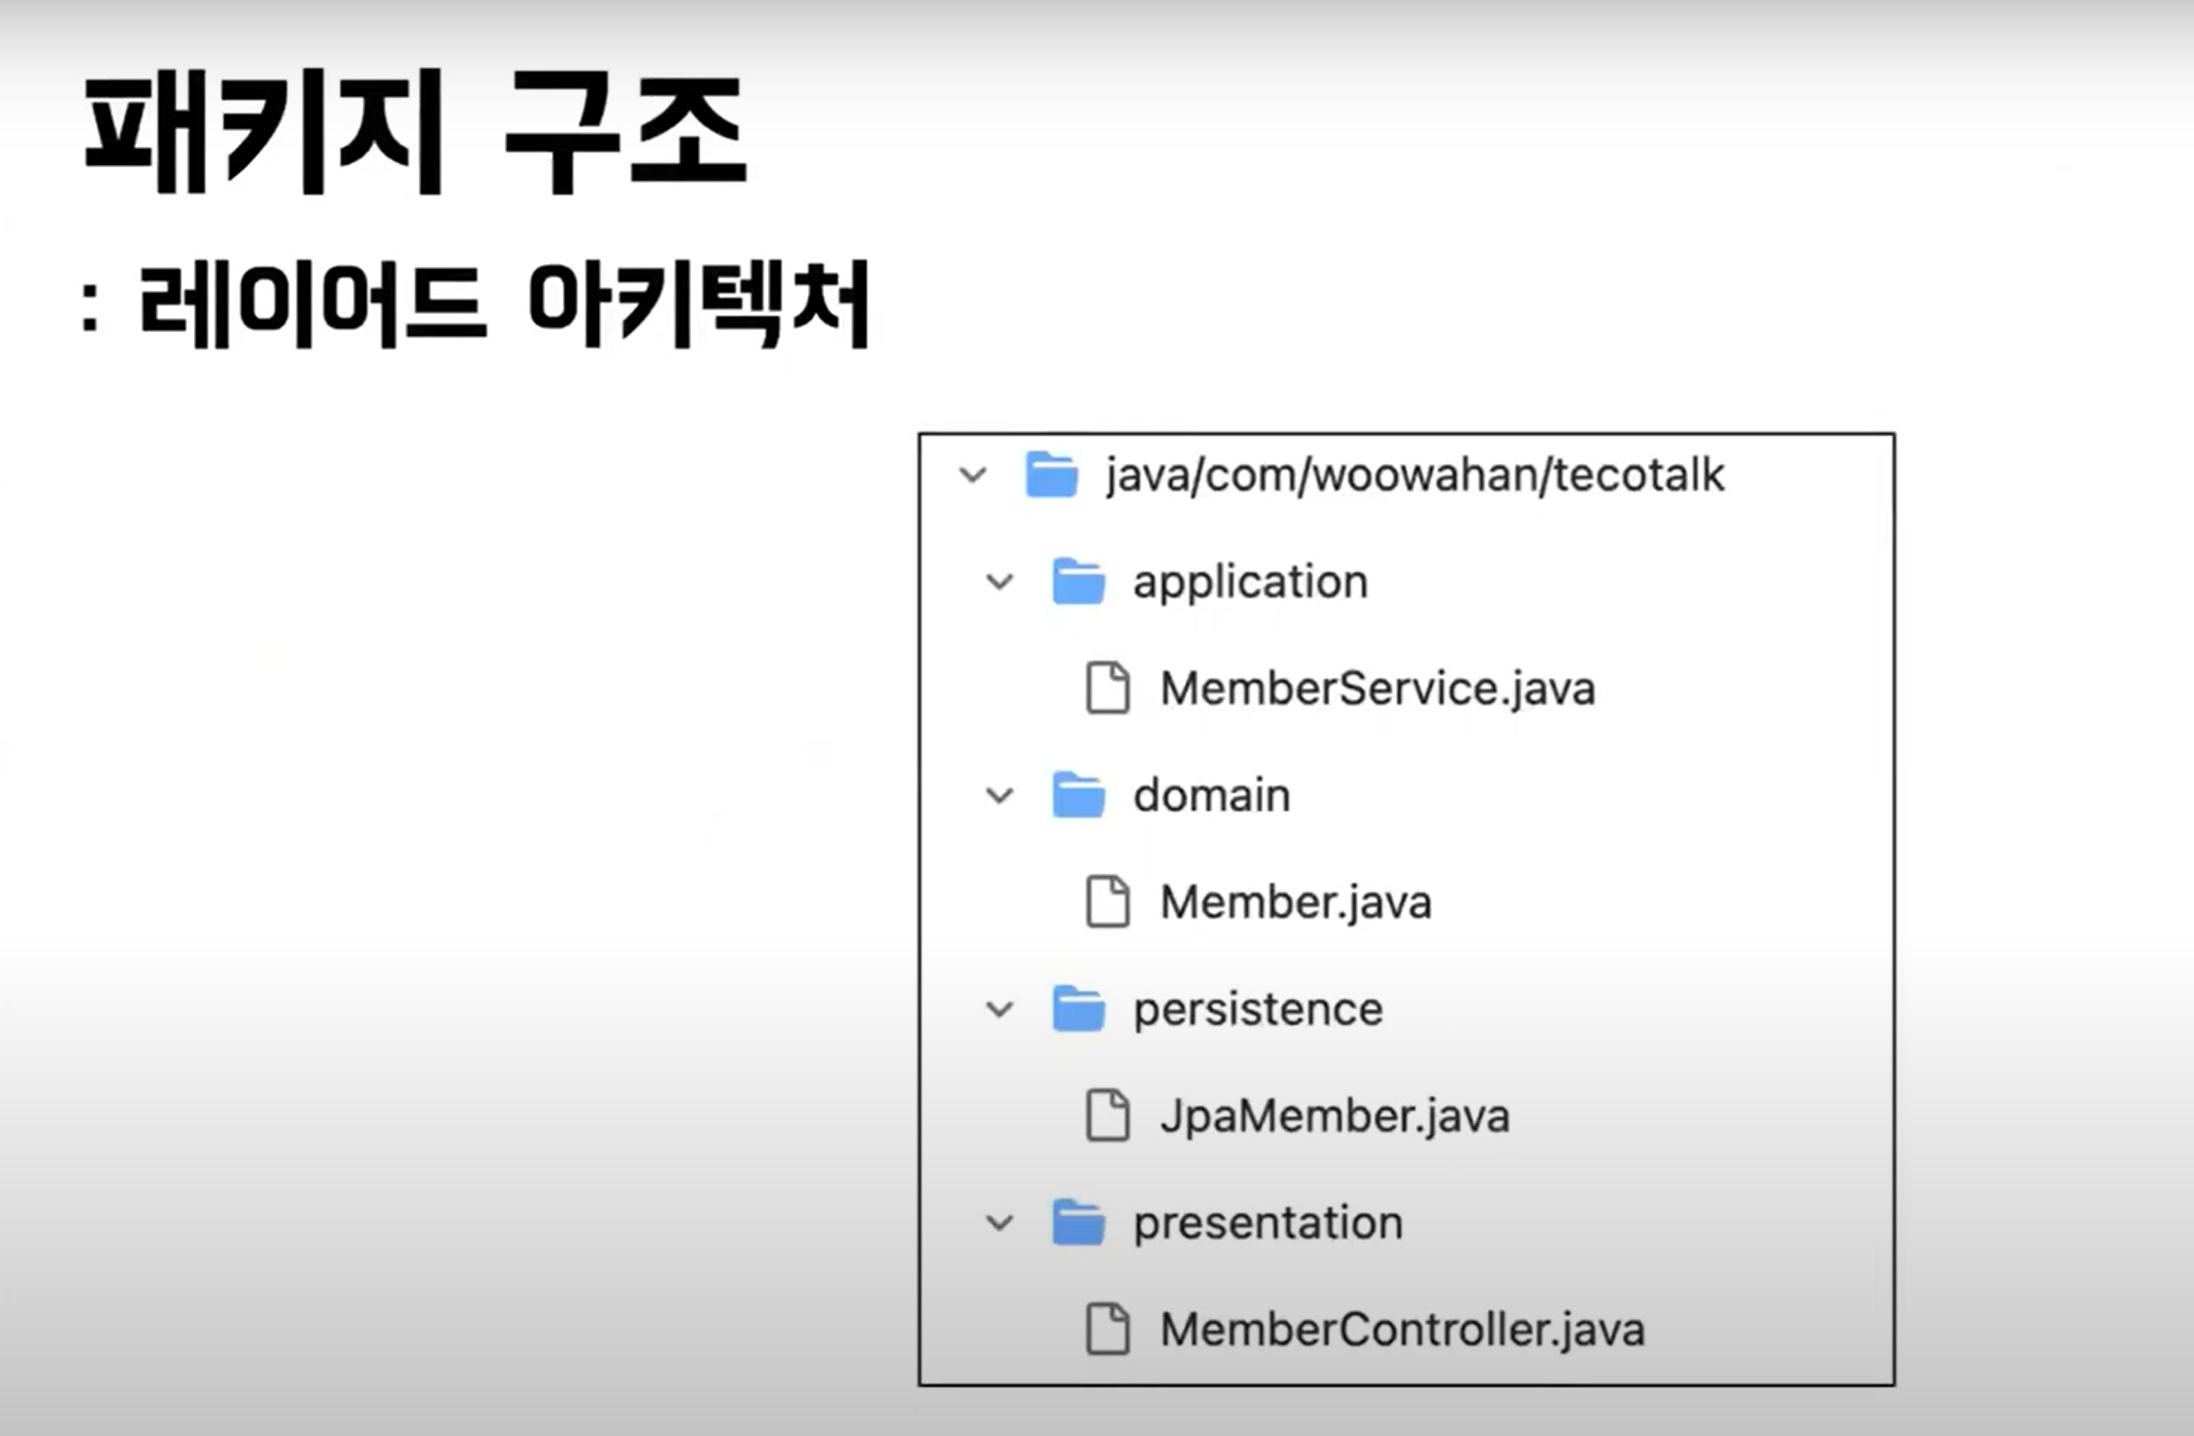 패키지 구조
: 레이어드 아키텍처
java/com/woowahan/tecotalk
application
MemberService.java
domain
Member.java
persistence
JpaMember.java
presentation
MemberController.java